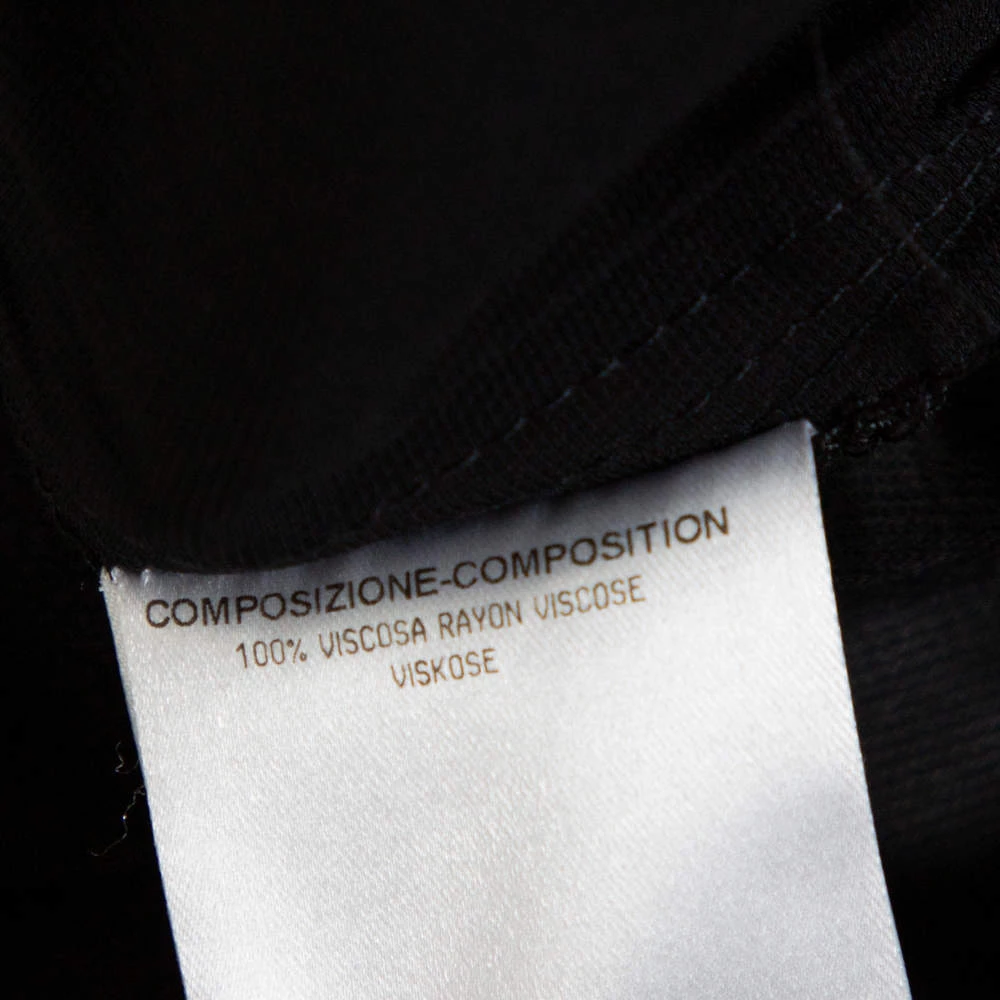 COMPOSIZIONE-COMPOSITION
100% VISCOSA RAYON VISCOSE
VISKOSE